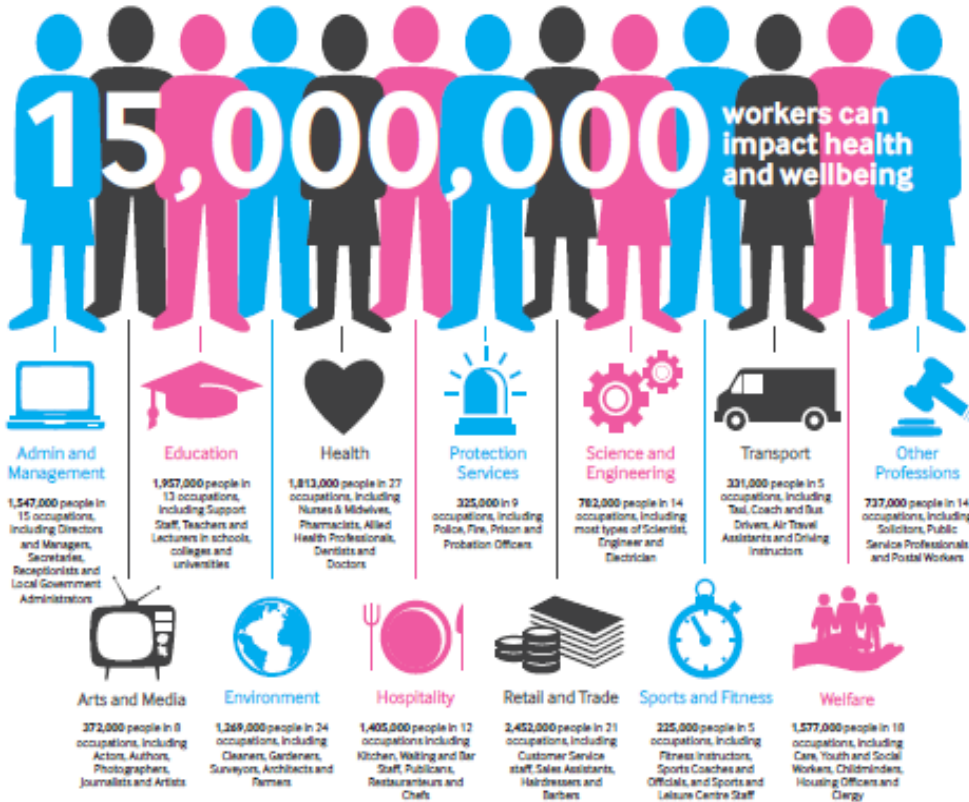 15,000,000
workers can
impact health
and wellbeing
Admin and
Management
1,547,000 people in
15 occupations,
including Directors
and Managers,
Secretaries,
Receptionists and
Local Government
Administrators
Education
1,957,000 people in
13 occupations,
including Support
Staff, Teachers and
Lecturers in schools,
colleges and
universities
Health
1,813,000 people in 27
occupations, including
Nurses & Midwives,
Pharmacists, Allied
Health Professionals,
Dentists and
Doctors
Protection
Services
325,000 in 9
occupations, including
Police, Fire, Prison and
Probation Officers
Science and
Engineering
782,000 people in 14
occupations, including
most types of Scientist,
Engineer and
Electrician
Transport
331,000 people in 5
occupations, including
Taxi, Coach and Bus
Drivers, Air Travel
Assistants and Driving
Instructors
Other
Professions
737,000 people in 14
occupations, including
Solicitors, Public
Service Professionals
and Postal Workers
Arts and Media
372,000 people in 8
occupations, including
Actors, Authors,
Photographers,
Journalists and Artists
Environment
1,269,000 people in 24
occupations, including
Cleaners, Gardeners,
Surveyors, Architects and
Farmers
Hospitality
1,405,000 people in 12
occupations including
Kitchen, Waiting and Bar
Staff, Publicans,
Restauranteurs and
Chefs
Retail and Trade
2,452,000 people in 21
occupations, including
Customer Service
staff, Sales Assistants,
Hairdressers and
Barbers
Sports and Fitness
225,000 people in 5
occupations, including
Fitness Instructors,
Sports Coaches and
Officials, and Sports and
Leisure Centre Staff
Welfare
1,577,000 people in 18
occupations, including
Care, Youth and Social
Workers, Childminders,
Housing Officers and
Clergy